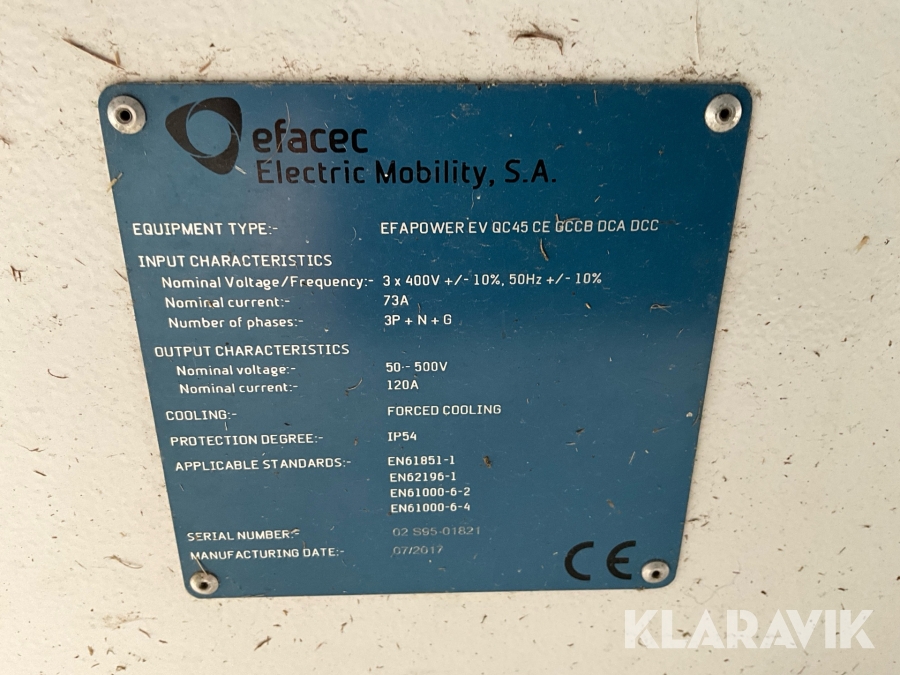 efacec
Electric Mobility, S.A.
EQUIPMENT TYPE:- EFAPOWER EV QC45 CE GCCB DCA DCC
INPUT CHARACTERISTICS
Nominal Voltage/Frequency:- 3 x 400V +/- 10%, 50Hz +/- 10%
Nominal current:- 73A
Number of phases:- 3P + N + G
OUTPUT CHARACTERISTICS
Nominal voltage:- 50-- 500V
Nominal current:- 120A
COOLING:- FORCED COOLING
PROTECTION DEGREE:- IP54
APPLICABLE STANDARDS:- EN61851-1
EN62196-1
EN61000-6-2
EN61000-6-4
SERIAL NUMBER:- 02 S95-01821
MANUFACTURING DATE:- 07/2017
CE
KLARAVIK